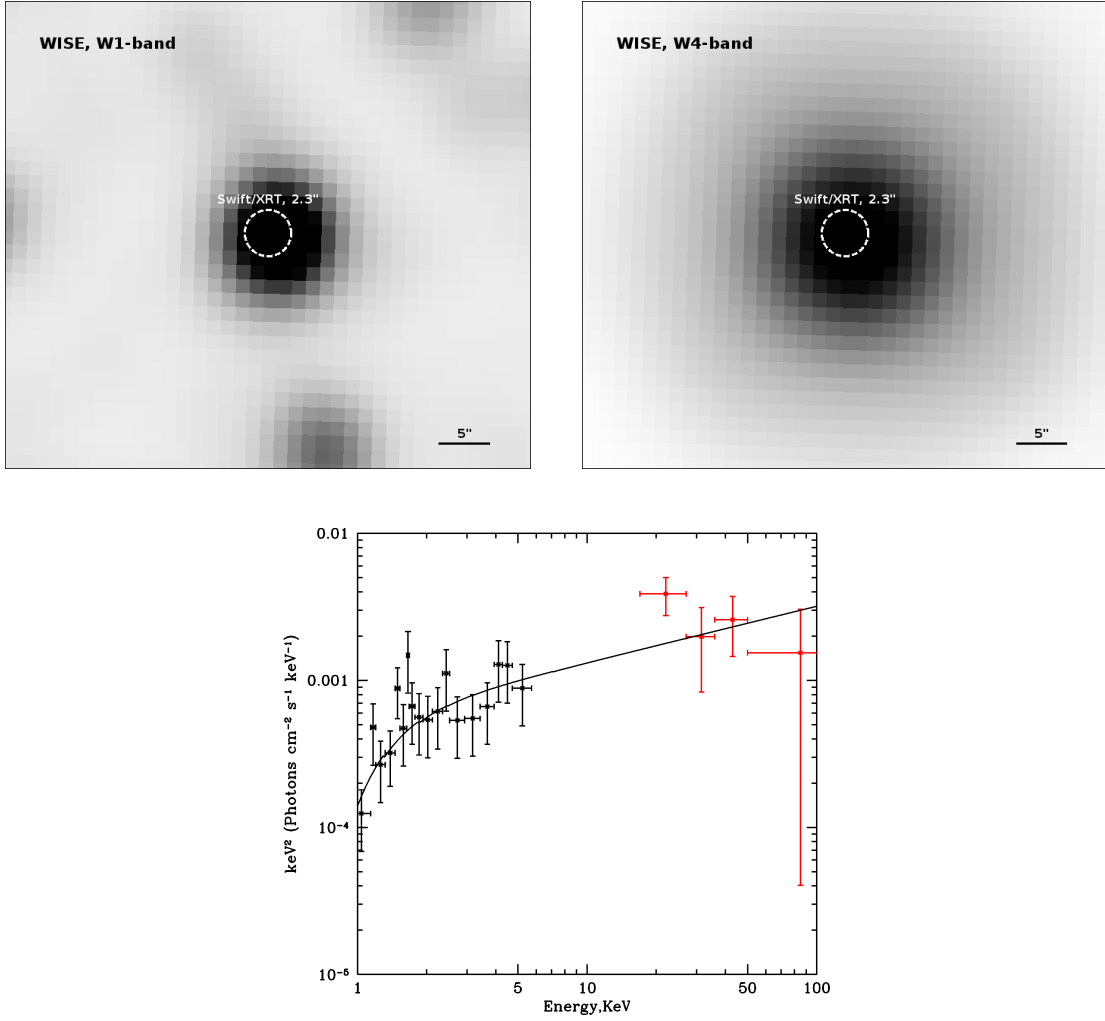 WISE, W1-band
Swift/XRT, 2.3"
5"
WISE, W4-band
Swift/XRT, 2.3"
5"
0.01
0.001
10⁻⁴
10⁻⁵
keV² (Photons cm⁻² s⁻¹ keV⁻¹)
1 5 10 50 100
Energy,KeV